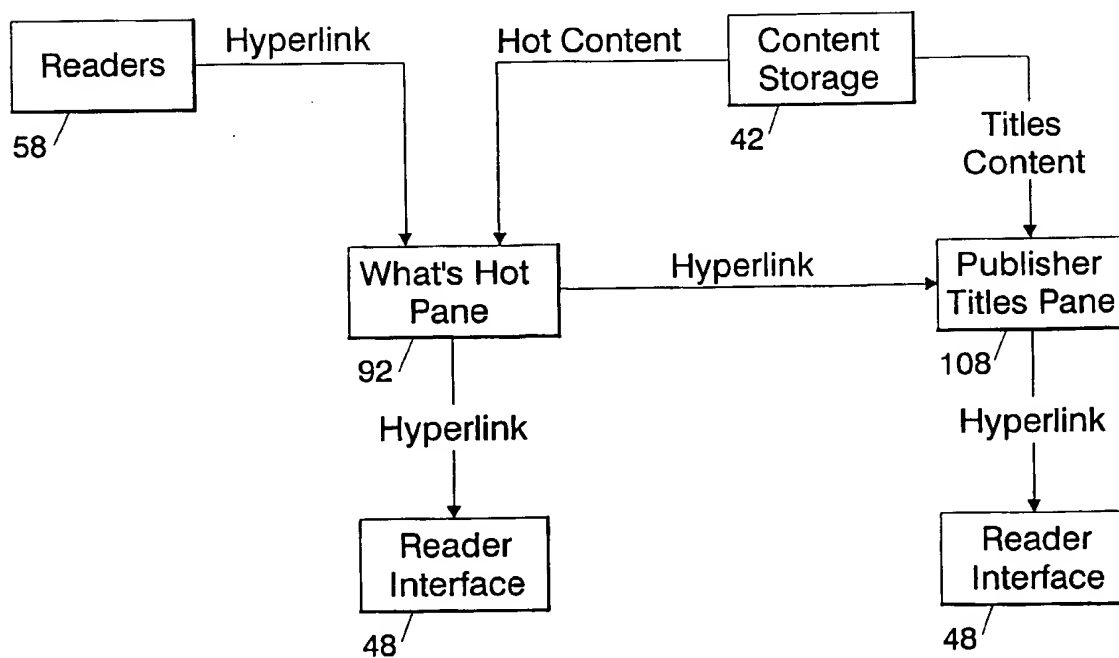 Readers
58
Hyperlink
Hot Content
Content
Storage
42
Titles
Content
What's Hot
Pane
92
Hyperlink
Publisher
Titles Pane
108
Hyperlink
Hyperlink
Reader
Interface
48
Reader
Interface
48